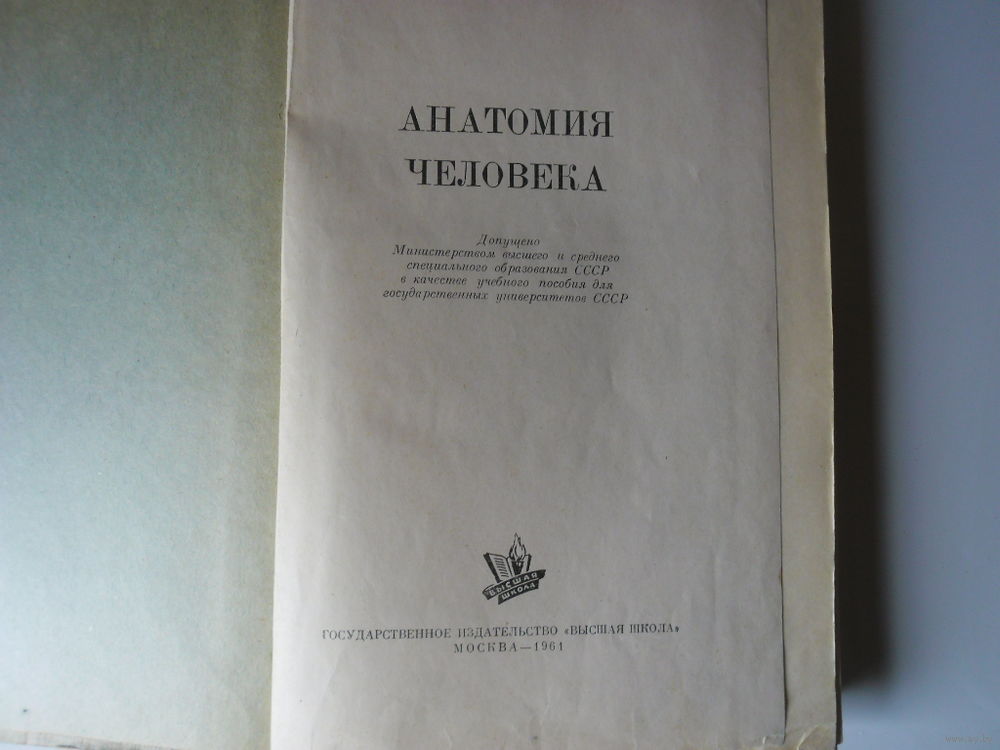 АНАТОМИЯ
ЧЕЛОВЕКА
Допущено
Министерством высшего и среднего
специального образования СССР
в качестве учебного пособия для
государственных университетов СССР
ВЫСШАЯ
ШКОЛА
ГОСУДАРСТВЕННОЕ ИЗДАТЕЛЬСТВО «ВЫСШАЯ ШКОЛА»
МОСКВА—1961